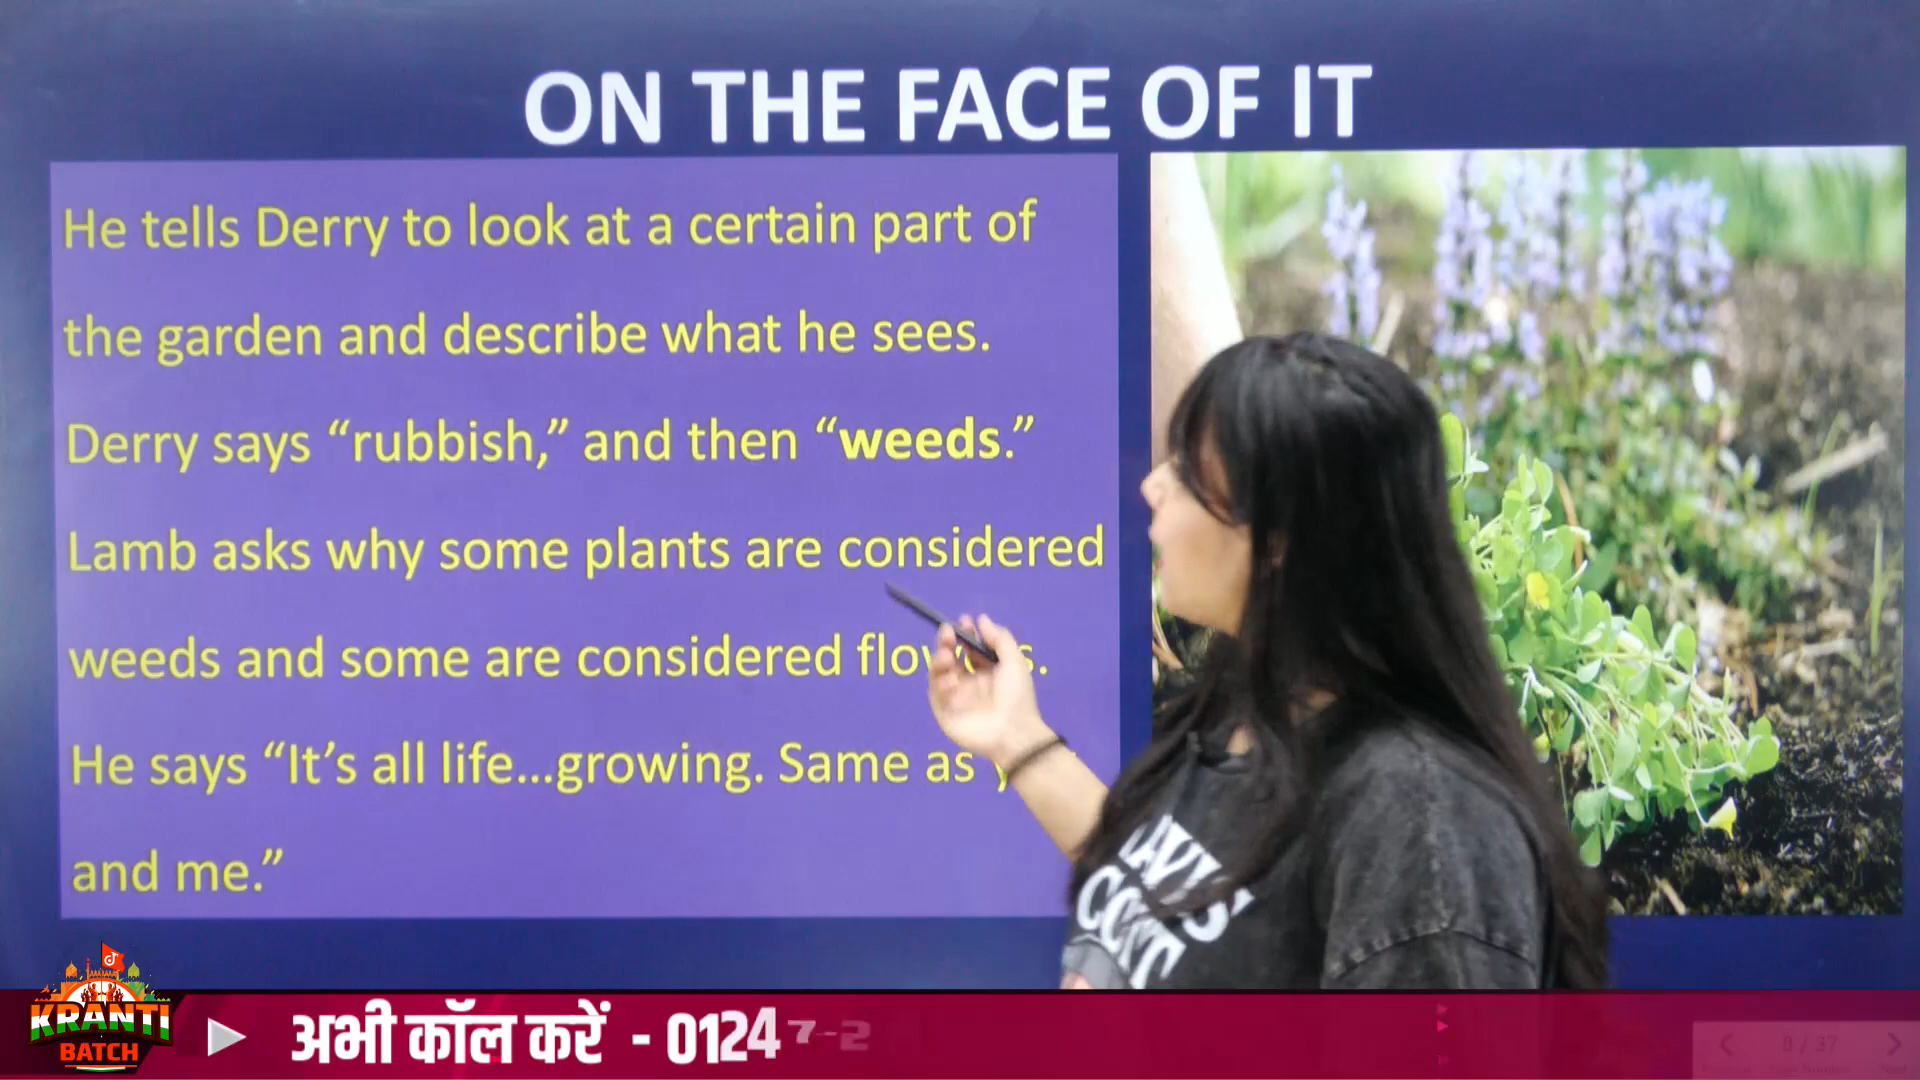 ON THE FACE OF IT
He tells Derry to look at a certain part of
the garden and describe what he sees.
Derry says “rubbish,” and then “weeds.”
Lamb asks why some plants are considered
weeds and some are considered
He says “It’s all life...growing. Same as
and me.”
KRANTI
BATCH
अभी कॉल करें - 0124
8 / 37